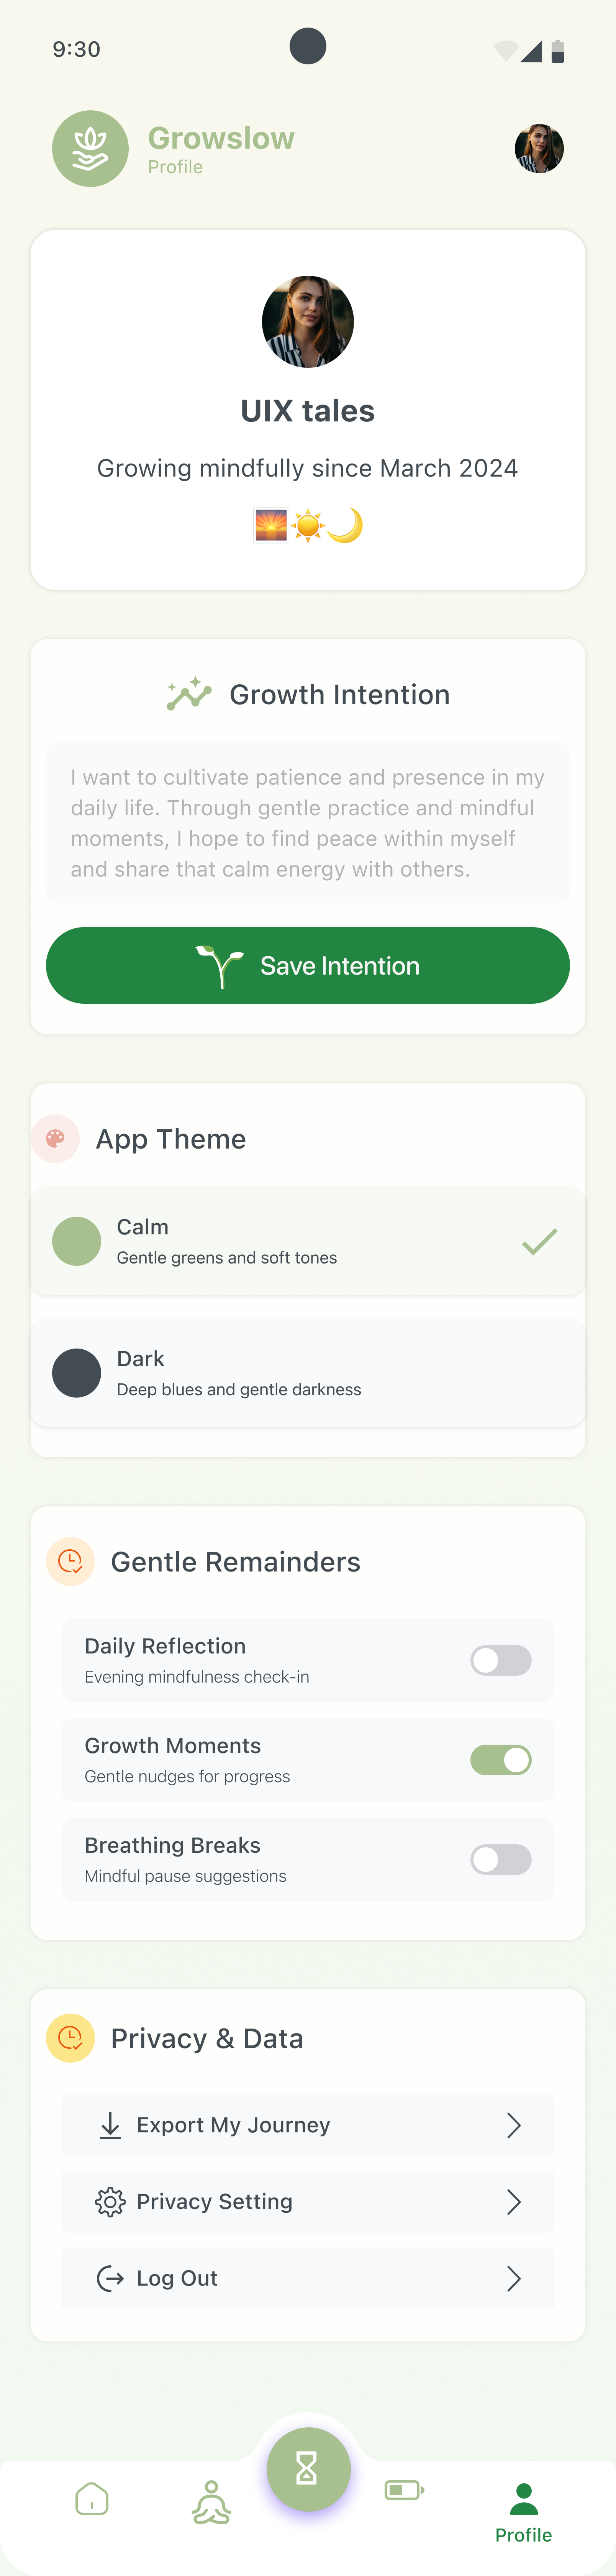 9:30
Growslow
Profile
UIX tales
Growing mindfully since March 2024
Growth Intention
I want to cultivate patience and presence in my
daily life. Through gentle practice and mindful
moments, I hope to find peace within myself
and share that calm energy with others.
Save Intention
App Theme
Calm
Gentle greens and soft tones
Dark
Deep blues and gentle darkness
Gentle Remainders
Daily Reflection
Evening mindfulness check-in
Growth Moments
Gentle nudges for progress
Breathing Breaks
Mindful pause suggestions
Privacy & Data
Export My Journey
Privacy Setting
Log Out
Profile